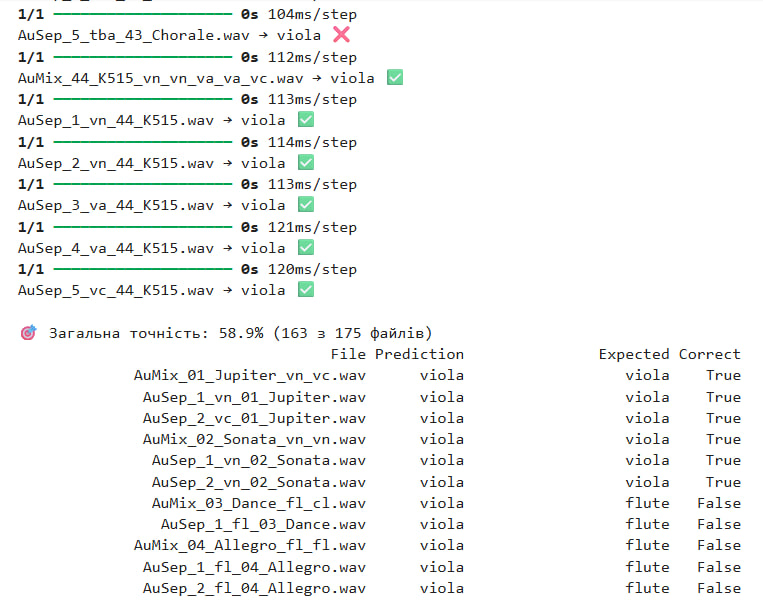 1/1 ━━━━━━━━━━━━━━━━━━━━ 0s 104ms/step
AuSep_5_tba_43_Chorale.wav → viola ❌
1/1 ━━━━━━━━━━━━━━━━━━━━ 0s 112ms/step
AuMix_44_K515_vn_vn_va_va_vc.wav → viola ✅
1/1 ━━━━━━━━━━━━━━━━━━━━ 0s 113ms/step
AuSep_1_vn_44_K515.wav → viola ✅
1/1 ━━━━━━━━━━━━━━━━━━━━ 0s 114ms/step
AuSep_2_vn_44_K515.wav → viola ✅
1/1 ━━━━━━━━━━━━━━━━━━━━ 0s 113ms/step
AuSep_3_va_44_K515.wav → viola ✅
1/1 ━━━━━━━━━━━━━━━━━━━━ 0s 121ms/step
AuSep_4_va_44_K515.wav → viola ✅
1/1 ━━━━━━━━━━━━━━━━━━━━ 0s 120ms/step
AuSep_5_vc_44_K515.wav → viola ✅
🎯 Загальна точність: 58.9% (163 з 175 файлів)
File Prediction Expected Correct
AuMix_01_Jupiter_vn_vc.wav viola viola True
AuSep_1_vn_01_Jupiter.wav viola viola True
AuSep_2_vc_01_Jupiter.wav viola viola True
AuMix_02_Sonata_vn_vn.wav viola viola True
AuSep_1_vn_02_Sonata.wav viola viola True
AuSep_2_vn_02_Sonata.wav viola viola True
AuMix_03_Dance_fl_cl.wav viola flute False
AuSep_1_fl_03_Dance.wav viola flute False
AuMix_04_Allegro_fl_fl.wav viola flute False
AuSep_1_fl_04_Allegro.wav viola flute False
AuSep_2_fl_04_Allegro.wav viola flute False